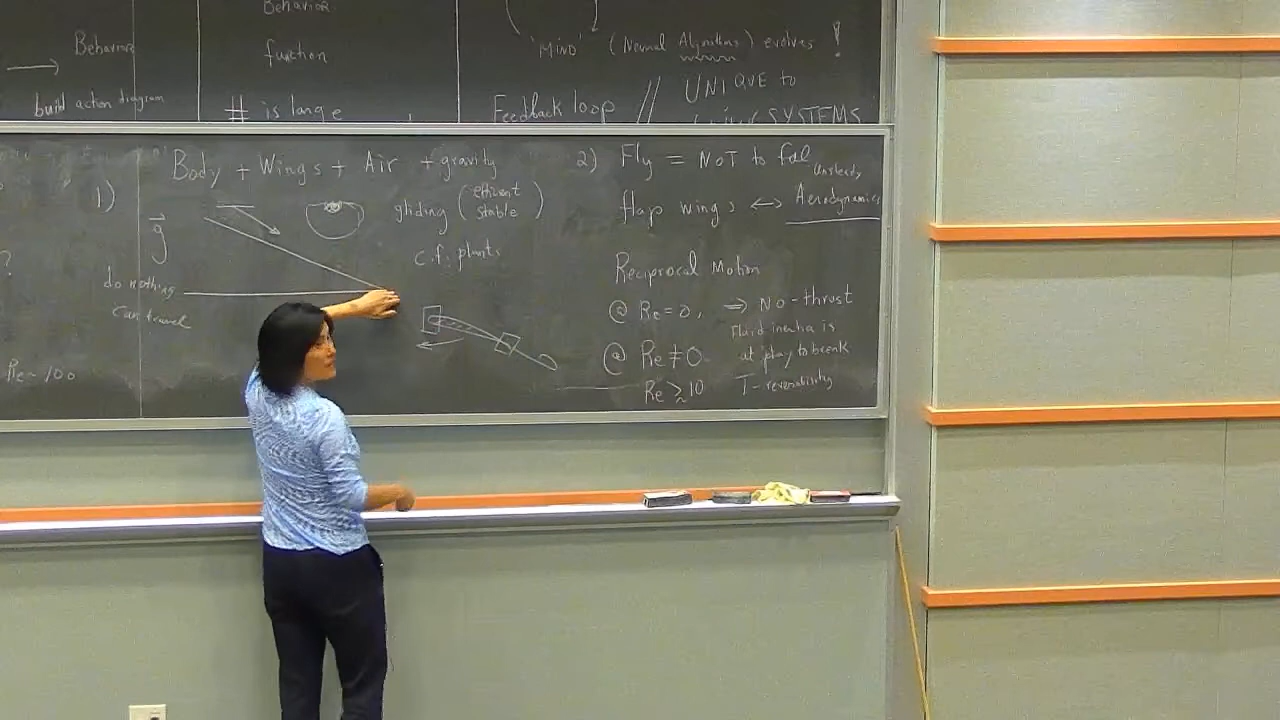 Behavior
Behavior
build action diagram
function
# is large
"MIND" (Neural Algorithms) evolves !
Feedback loop // UNIQUE to
SYSTEMS
?
Re ~ 100
1) Body + Wings + Air + gravity
g
gliding (efficient
stable)
c.f. plants
do nothing
can travel
2) Fly = NOT to fall
Unsteady
flap wings ↔ Aerodynamics
Reciprocal Motion
@ Re = 0, ⇒ No-thrust
Fluid inertia is
@ Re ≠ 0 at play to break
Re ≳ 10 T-reversibility